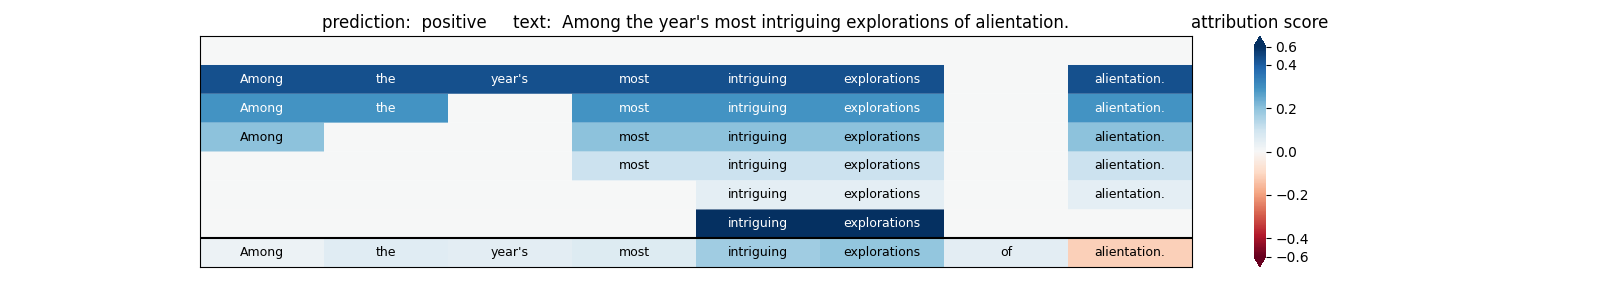 prediction:  positive     text:  Among the year's most intriguing explorations of alientation.
attribution score
Among the year's most intriguing explorations alientation.
Among the most intriguing explorations alientation.
Among most intriguing explorations alientation.
most intriguing explorations alientation.
intriguing explorations alientation.
intriguing explorations
Among the year's most intriguing explorations of alientation.
0.6
0.4
0.2
0.0
−0.2
−0.4
−0.6